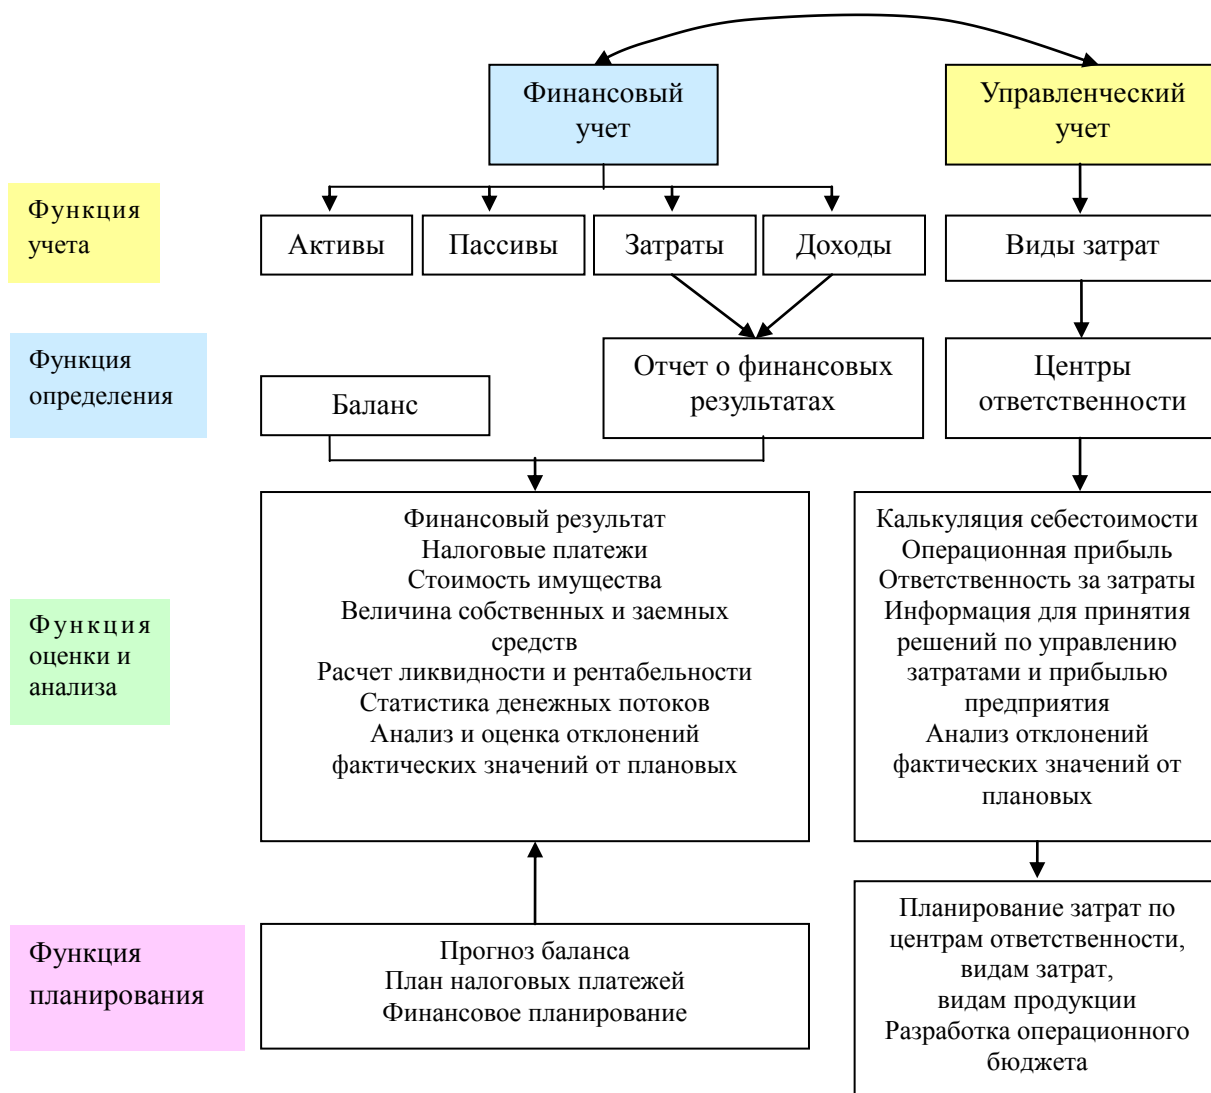 Финансовый
учет
Управленческий
учет
Функция
учета
Активы
Пассивы
Затраты
Доходы
Виды затрат
Функция
определения
Баланс
Отчет о финансовых
результатах
Центры
ответственности
Функция
оценки и
анализа
Финансовый результат
Налоговые платежи
Стоимость имущества
Величина собственных и заемных
средств
Расчет ликвидности и рентабельности
Статистика денежных потоков
Анализ и оценка отклонений
фактических значений от плановых
Калькуляция себестоимости
Операционная прибыль
Ответственность за затраты
Информация для принятия
решений по управлению
затратами и прибылью
предприятия
Анализ отклонений
фактических значений от
плановых
Функция
планирования
Прогноз баланса
План налоговых платежей
Финансовое планирование
Планирование затрат по
центрам ответственности,
видам затрат,
видам продукции
Разработка операционного
бюджета